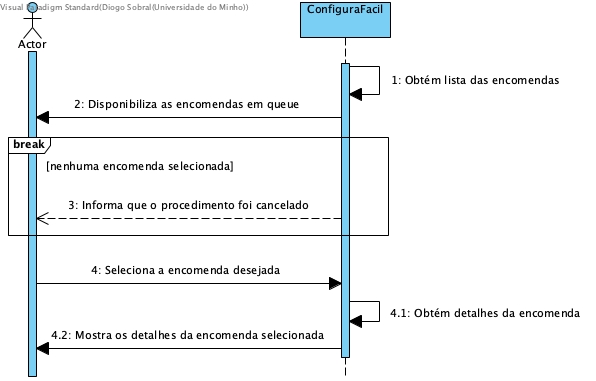 Visual Paradigm Standard(Diogo Sobral(Universidade do Minho))
ConfiguraFacil
Actor
1: Obtém lista das encomendas
2: Disponibiliza as encomendas em queue
break
[nenhuma encomenda selecionada]
3: Informa que o procedimento foi cancelado
4: Seleciona a encomenda desejada
4.1: Obtém detalhes da encomenda
4.2: Mostra os detalhes da encomenda selecionada